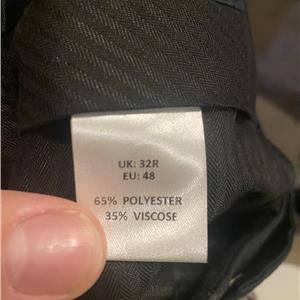 UK: 32R
EU: 48
65% POLYESTER
35% VISCOSE